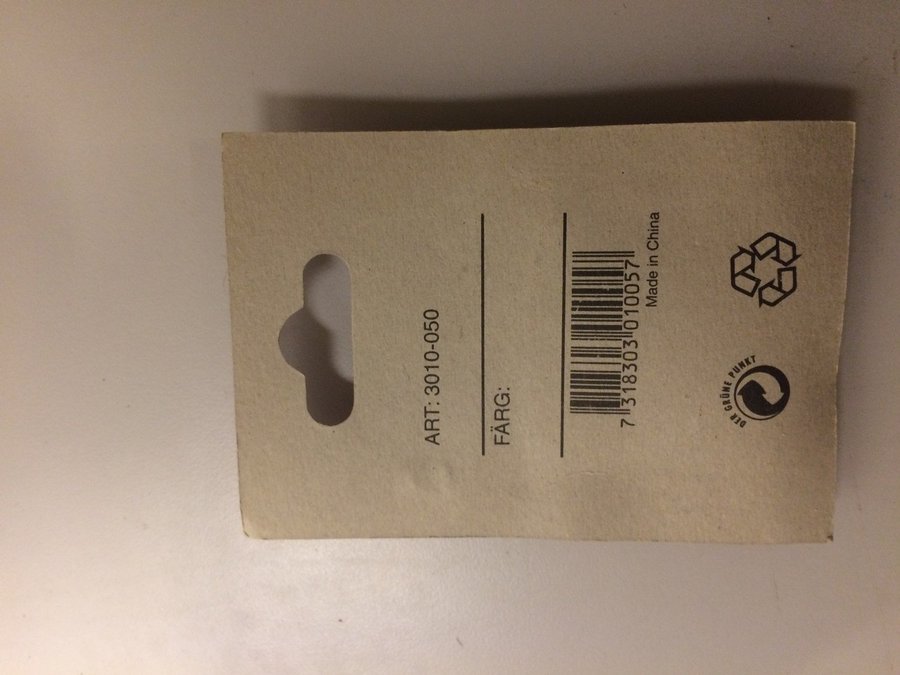 ART: 3010-050
FÄRG:
7 318303 010057
Made in China
DER GRÜNE PUNKT